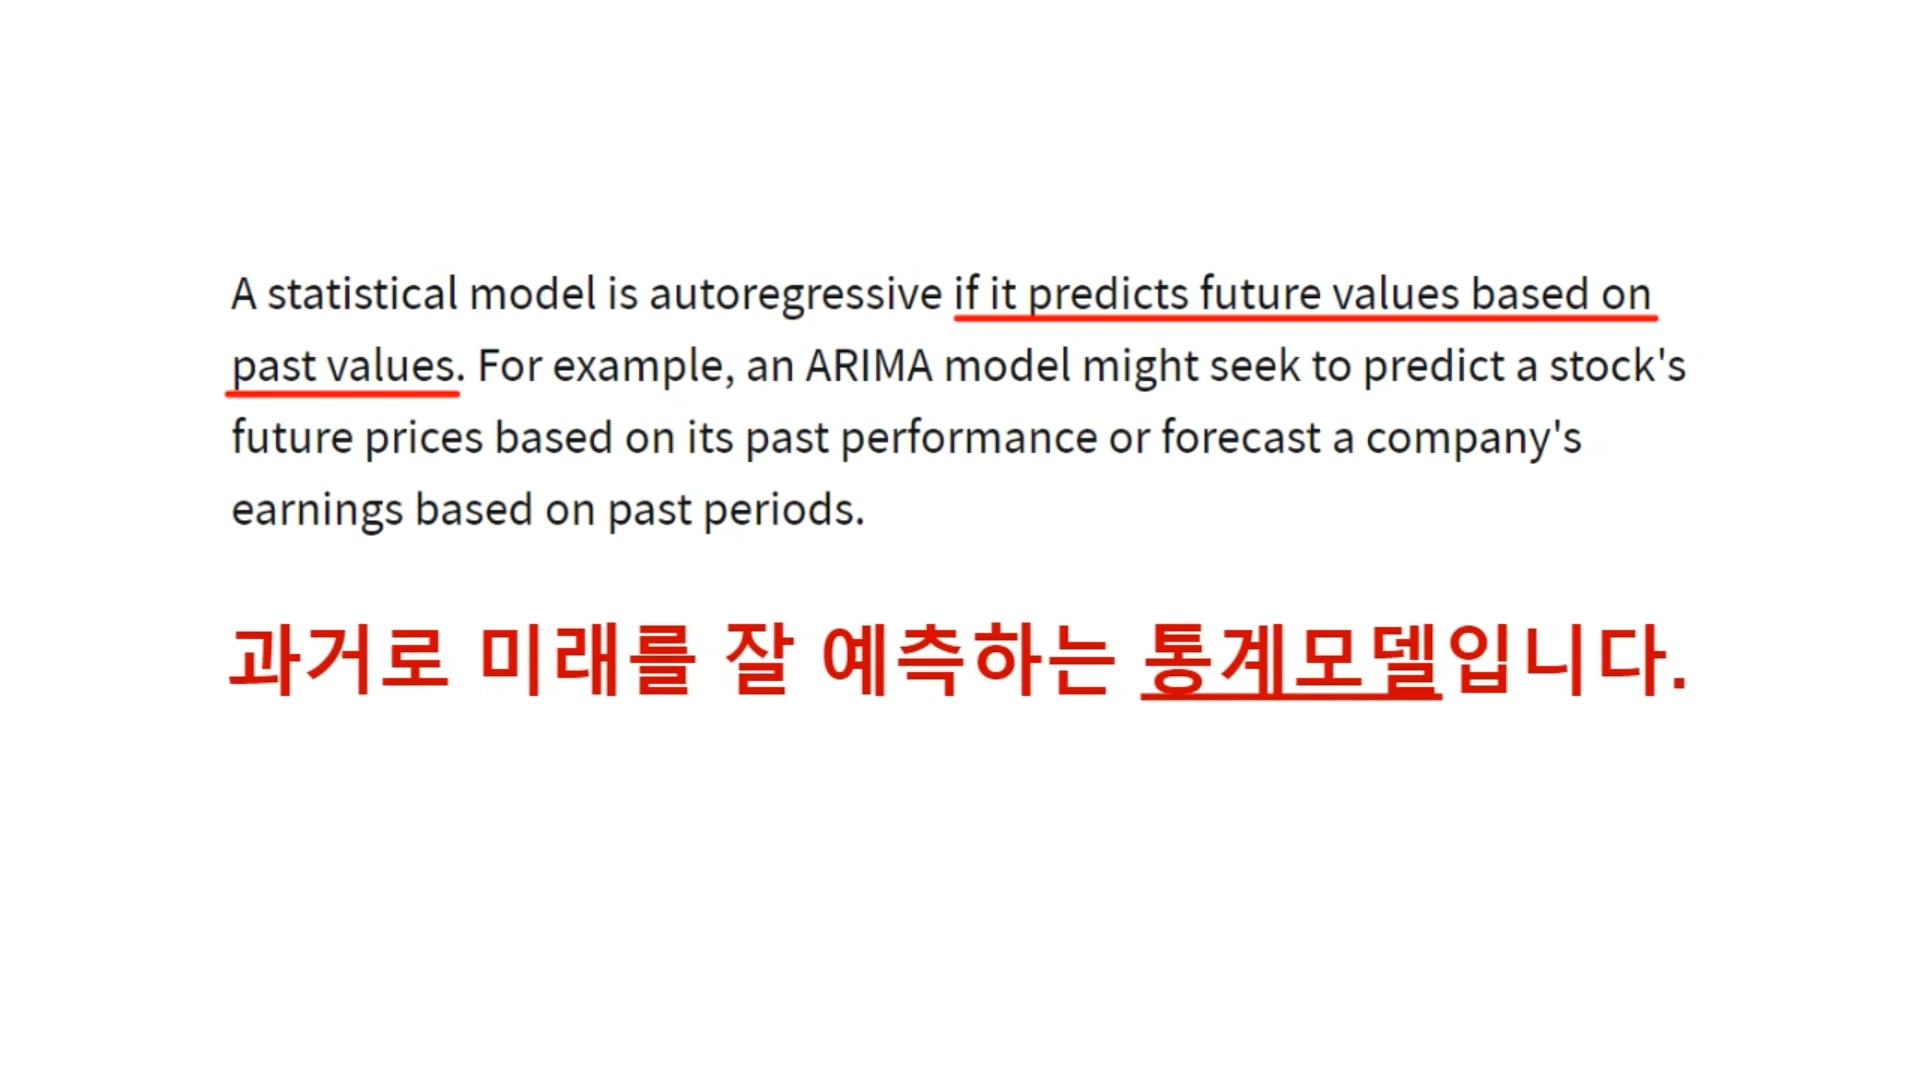 A statistical model is autoregressive if it predicts future values based on
past values. For example, an ARIMA model might seek to predict a stock's
future prices based on its past performance or forecast a company's
earnings based on past periods.
과거로 미래를 잘 예측하는 통계모델입니다.